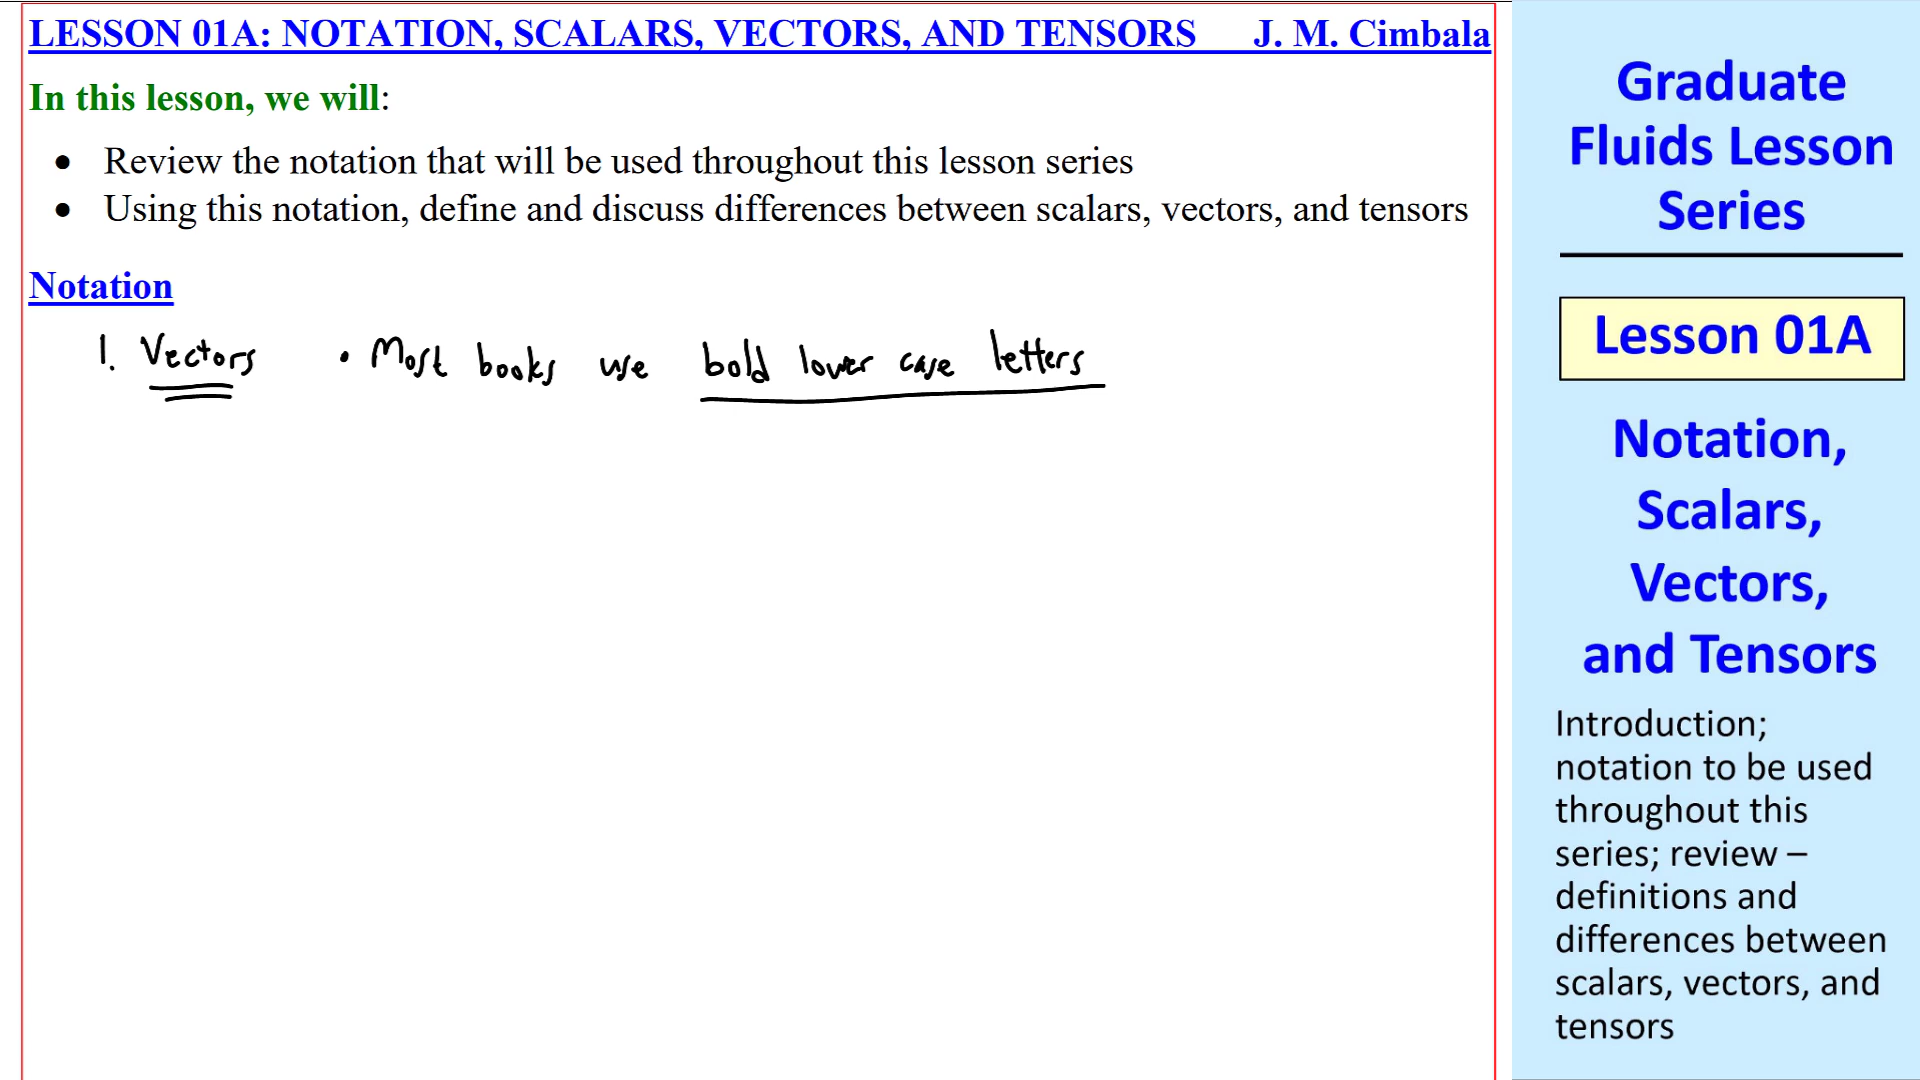 LESSON 01A: NOTATION, SCALARS, VECTORS, AND TENSORS J. M. Cimbala
In this lesson, we will:
• Review the notation that will be used throughout this lesson series
• Using this notation, define and discuss differences between scalars, vectors, and tensors
Notation
1. Vectors • Most books use bold lower case letters
Graduate
Fluids Lesson
Series
Lesson 01A
Notation,
Scalars,
Vectors,
and Tensors
Introduction;
notation to be used
throughout this
series; review –
definitions and
differences between
scalars, vectors, and
tensors